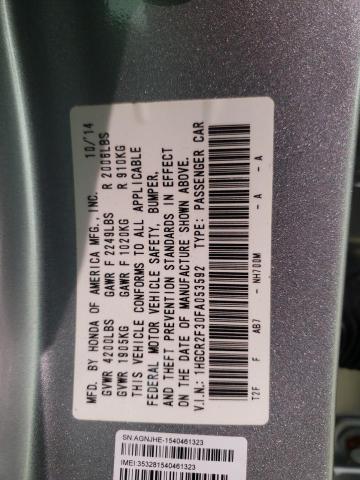 MFD. BY HONDA OF AMERICA MFG., INC. 10/14
GVWR 4200LBS GAWR F 2249LBS R 2006LBS
GVWR 1905KG GAWR F 1020KG R 910KG
THIS VEHICLE CONFORMS TO ALL APPLICABLE
FEDERAL MOTOR VEHICLE SAFETY, BUMPER,
AND THEFT PREVENTION STANDARDS IN EFFECT
ON THE DATE OF MANUFACTURE SHOWN ABOVE.
V.I.N: 1HGCR2F30FA053592 TYPE: PASSENGER CAR
T2F F AB7 NH700M - A - A
SN:AGNJHE-1540461323
IMEI:353281540461323